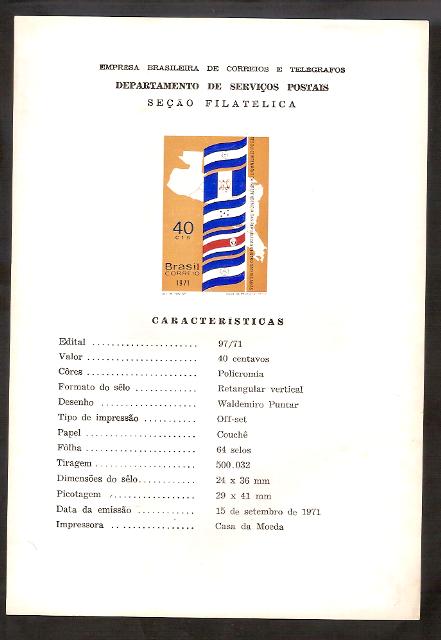 EMPRESA BRASILEIRA DE CORREIOS E TELÉGRAFOS
DEPARTAMENTO DE SERVIÇOS POSTAIS
SEÇÃO FILATELICA
40
cts
Brasil
CORREIO
1971
CARACTERÍSTICAS
Edital ...................... 97/71
Valor ....................... 40 centavos
Côres ....................... Policromia
Formato do sêlo ............. Retangular vertical
Desenho .................... Waldemiro Puntar
Tipo de impressão ........... Off-set
Papel ....................... Couchê
Fôlha ....................... 64 selos
Tiragem ..................... 500.032
Dimensões do sêlo............ 24 x 36 mm
Picotagem .................. 29 x 41 mm
Data da emissão ............ 15 de setembro de 1971
Impressora ................. Casa da Moeda